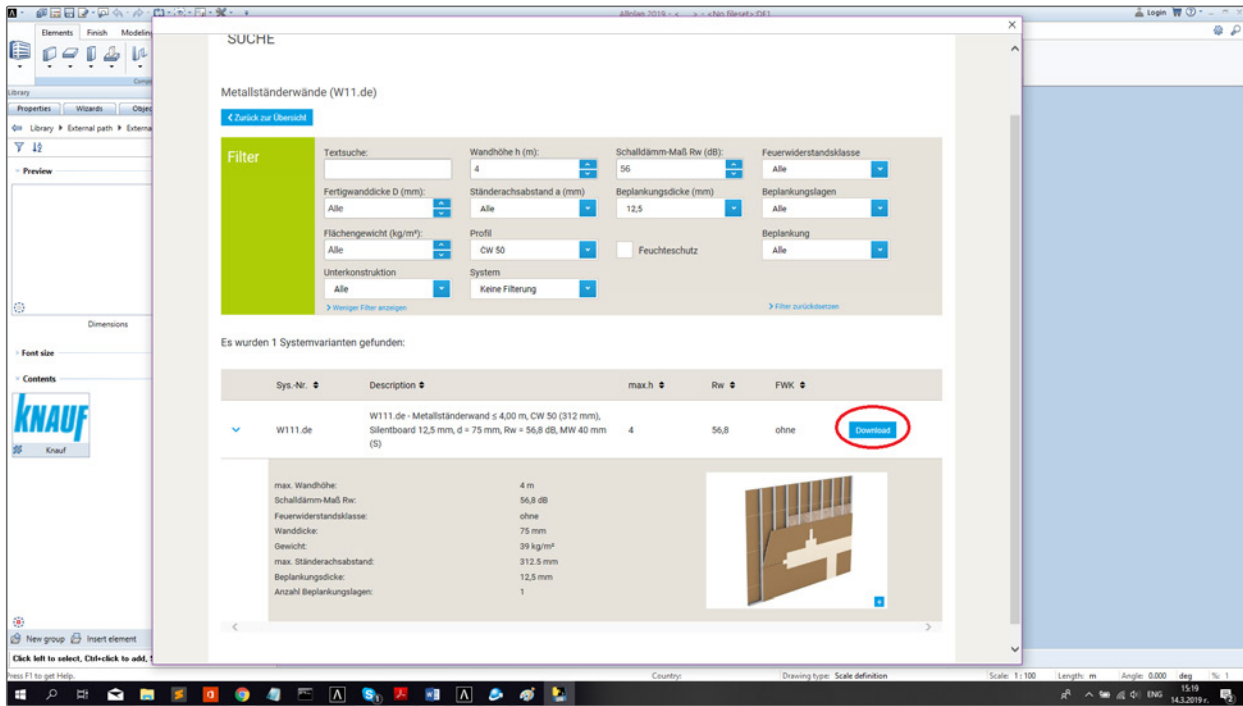 Allplan 2019 - < ... > - <No fileset>:DF1
Login
Elements Finish Modeling
Library
Properties Wizards Objec
Library External path Externa
Preview
Dimensions
Font size
Contents
KNAUF
Knauf
New group Insert element
Click left to select, Ctrl+click to add,
Press F1 to get Help.
SUCHE
Metallständerwände (W11.de)
Zurück zur Übersicht
Filter
Textsuche: Wandhöhe h (m): Schalldämm-Maß Rw (dB): Feuerwiderstandsklasse
4 56 Alle
Fertigwanddicke D (mm): Ständerachsabstand a (mm) Beplankungsdicke (mm) Beplankungslagen
Alle Alle 12,5 Alle
Flächengewicht (kg/m²): Profil Beplankung
Alle CW 50 Feuchteschutz Alle
Unterkonstruktion System
Alle Keine Filterung
Weniger Filter anzeigen Filter zurückdsetzen
Es wurden 1 Systemvarianten gefunden:
Sys.-Nr. Description max.h Rw FWK
W111.de - Metallständerwand ≤ 4,00 m, CW 50 (312 mm),
W111.de Silentboard 12,5 mm, d = 75 mm, Rw = 56,8 dB, MW 40 mm 4 56,8 ohne Download
(S)
max. Wandhöhe: 4 m
Schalldämm-Maß Rw: 56,8 dB
Feuerwiderstandsklasse: ohne
Wanddicke: 75 mm
Gewicht: 39 kg/m²
max. Ständerachsabstand: 312.5 mm
Beplankungsdicke: 12,5 mm
Anzahl Beplankungslagen: 1
Country: Drawing type: Scale definition Scale: 1:100 Length: m Angle: 0.000 deg %: 1
ENG 15:19
14.3.2019 г.